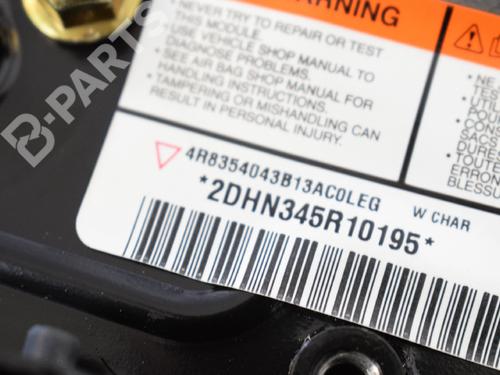 WARNING
• NEVER TRY TO REPAIR OR TEST
THIS MODULE.
• USE VEHICLE SHOP MANUAL TO
DIAGNOSE PROBLEMS.
• SEE AIR BAG SHOP MANUAL FOR
HANDLING INSTRUCTIONS.
• TAMPERING OR MISHANDLING CAN
RESULT IN PERSONAL INJURY.
4R8354043B13AC0LEG W CHAR
*2DHN345R10195*
B-PARTS